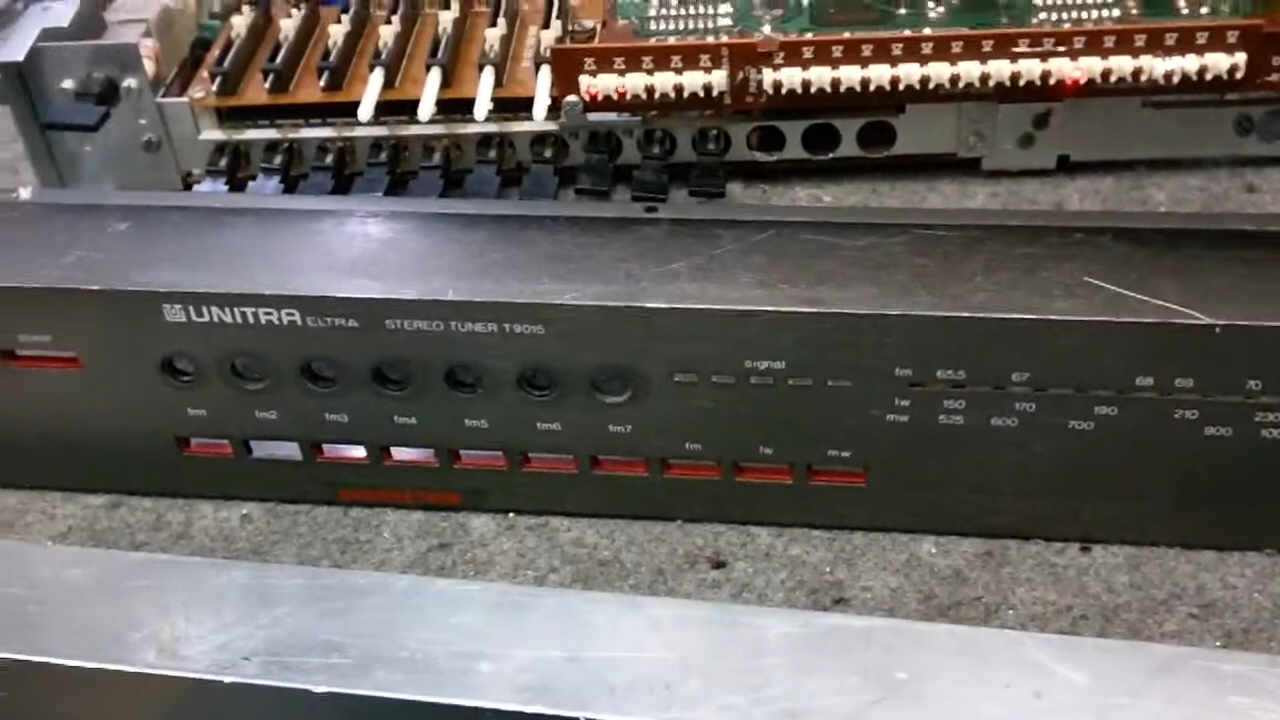 UNITRA ELTRA STEREO TUNER T9015
signal
fm 65.5 67 68 69 70
lw 150 170 190 210 230
mw 525 600 700 900
fm1 fm2 fm3 fm4 fm5 fm6 fm7 fm lw mw